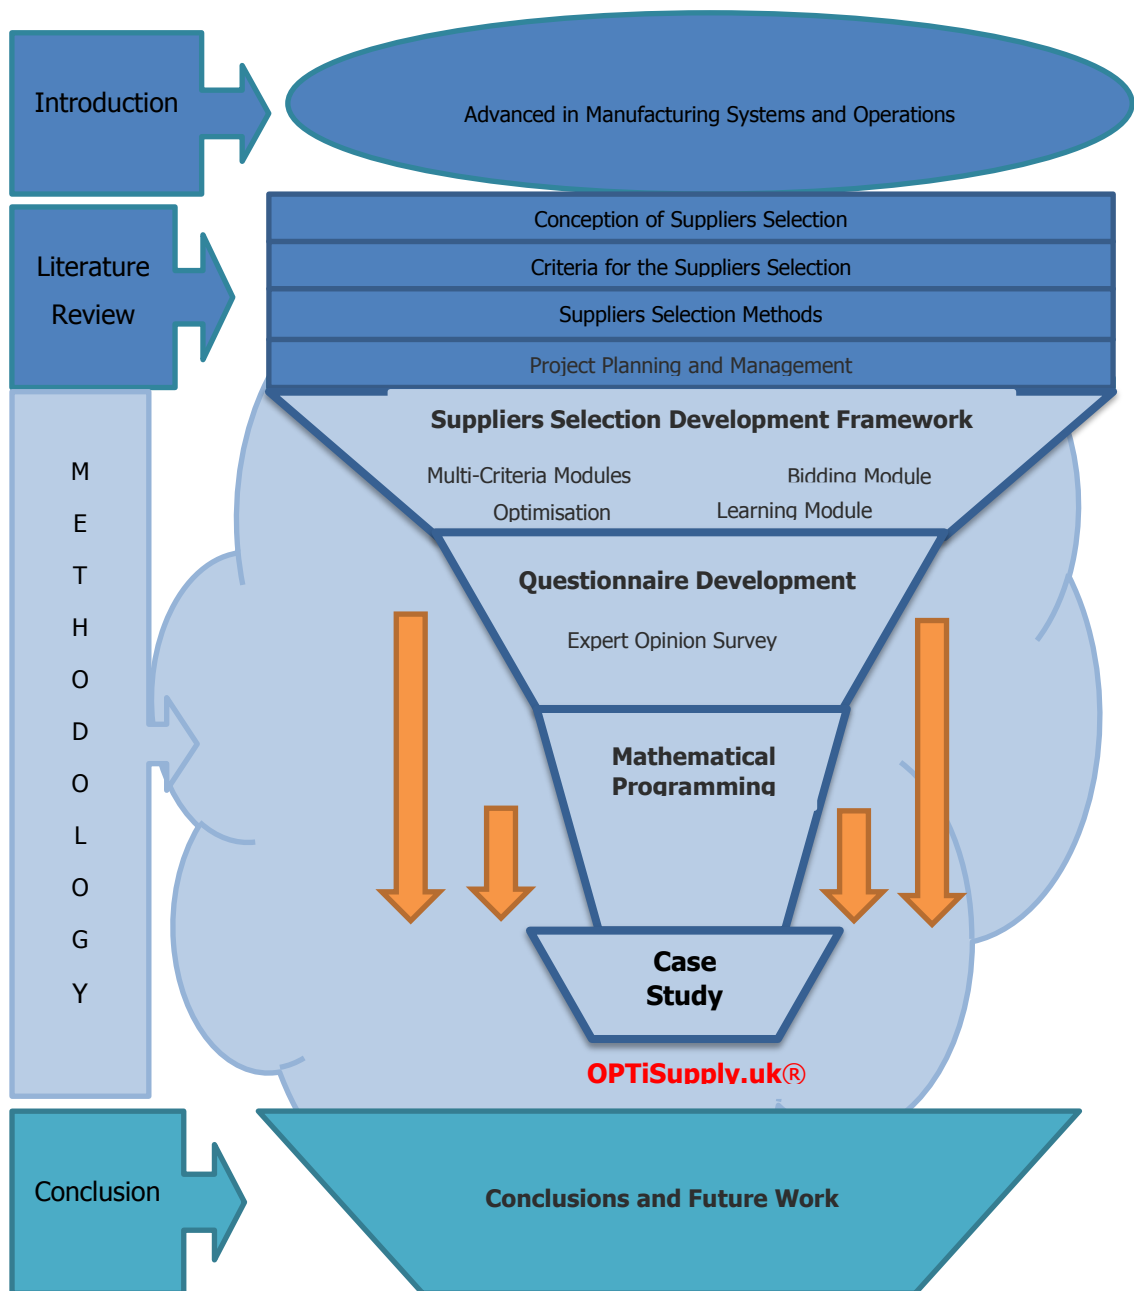 Introduction
Advanced in Manufacturing Systems and Operations
Conception of Suppliers Selection
Literature
Review
Criteria for the Suppliers Selection
Suppliers Selection Methods
Project Planning and Management
Suppliers Selection Development Framework
Multi-Criteria Modules
Bidding Module
Optimisation
Learning Module
M
E
T
H
O
D
O
L
O
G
Y
Questionnaire Development
Expert Opinion Survey
Mathematical
Programming
Case
Study
OPTiSupply.uk®
Conclusion
Conclusions and Future Work